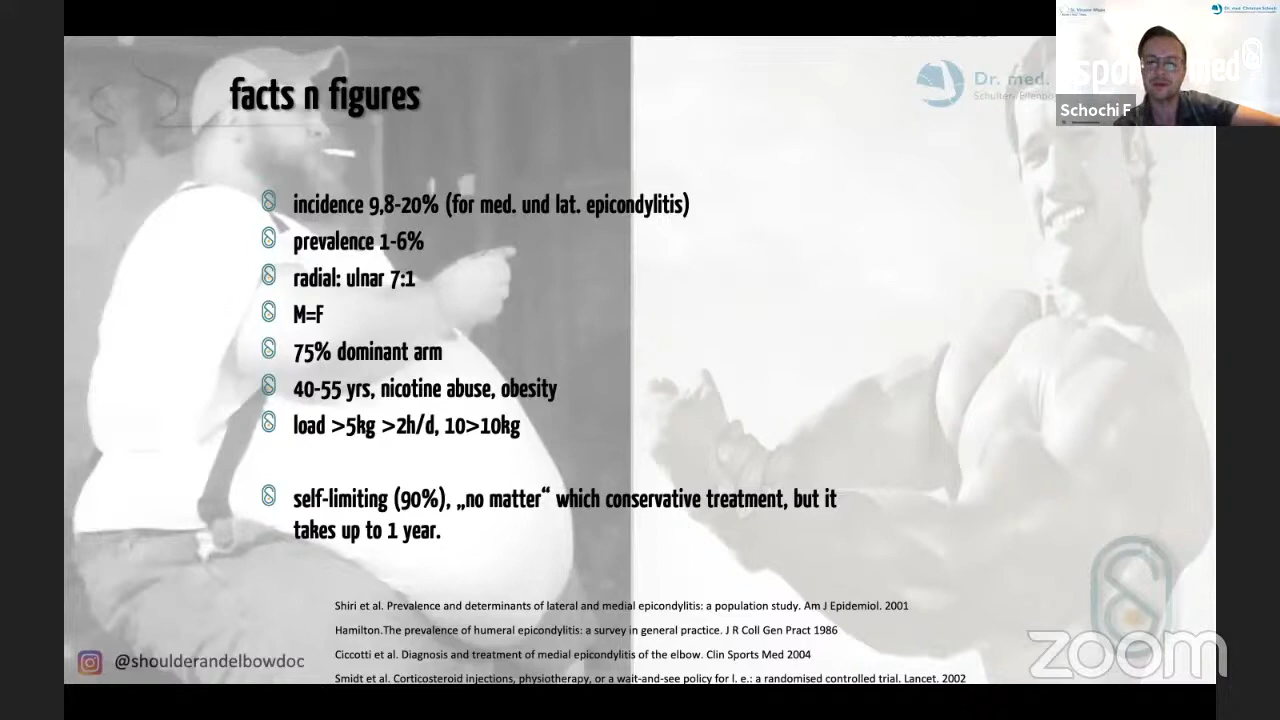 facts n figures
Dr. med.
Schulter- Ellenbo
med
Schochi F
incidence 9,8-20% (for med. und lat. epicondylitis)
prevalence 1-6%
radial: ulnar 7:1
M=F
75% dominant arm
40-55 yrs, nicotine abuse, obesity
load >5kg >2h/d, 10>10kg
self-limiting (90%), „no matter“ which conservative treatment, but it
takes up to 1 year.
Shiri et al. Prevalence and determinants of lateral and medial epicondylitis: a population study. Am J Epidemiol. 2001
Hamilton.The prevalence of humeral epicondylitis: a survey in general practice. J R Coll Gen Pract 1986
Ciccotti et al. Diagnosis and treatment of medial epicondylitis of the elbow. Clin Sports Med 2004
Smidt et al. Corticosteroid injections, physiotherapy, or a wait-and-see policy for l. e.: a randomised controlled trial. Lancet. 2002
@shoulderandelbowdoc
zoom